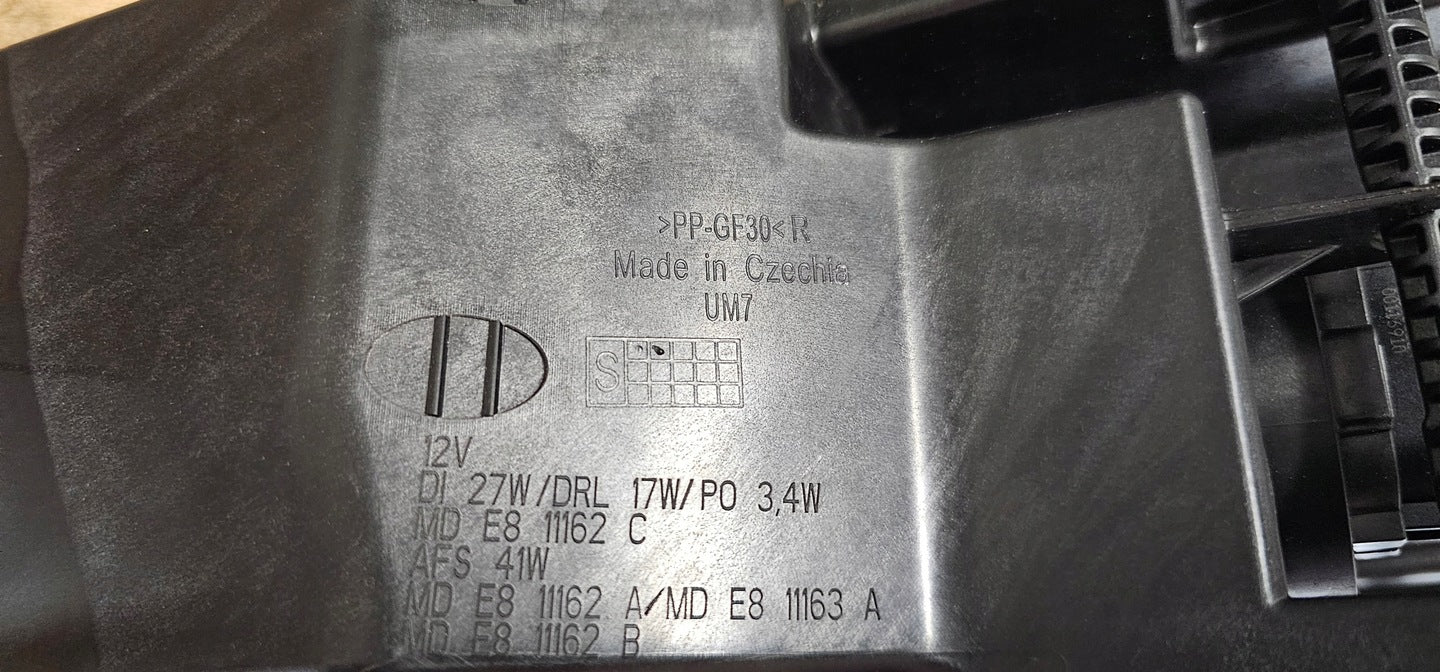 >PP-GF30< R
Made in Czechia
UM7
S
12V
DI 27W/DRL 17W/PO 3,4W
MD E8 11162 C
AFS 41W
MD E8 11162 A/MD E8 11163 A
MD E8 11162 B